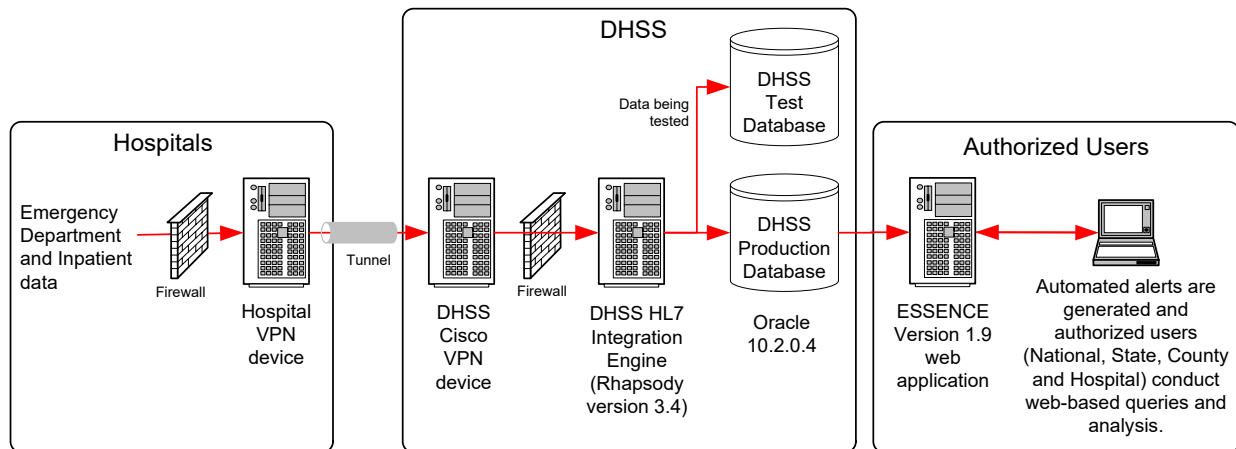 Hospitals
Emergency
Department
and Inpatient
data
Firewall
Hospital
VPN
device
Tunnel
DHSS
DHSS
Cisco
VPN
device
Firewall
DHSS HL7
Integration
Engine
(Rhapsody
version 3.4)
Data being
tested
DHSS
Test
Database
DHSS
Production
Database
Oracle
10.2.0.4
Authorized Users
ESSENCE
Version 1.9
web
application
Automated alerts are
generated and
authorized users
(National, State, County
and Hospital) conduct
web-based queries and
analysis.